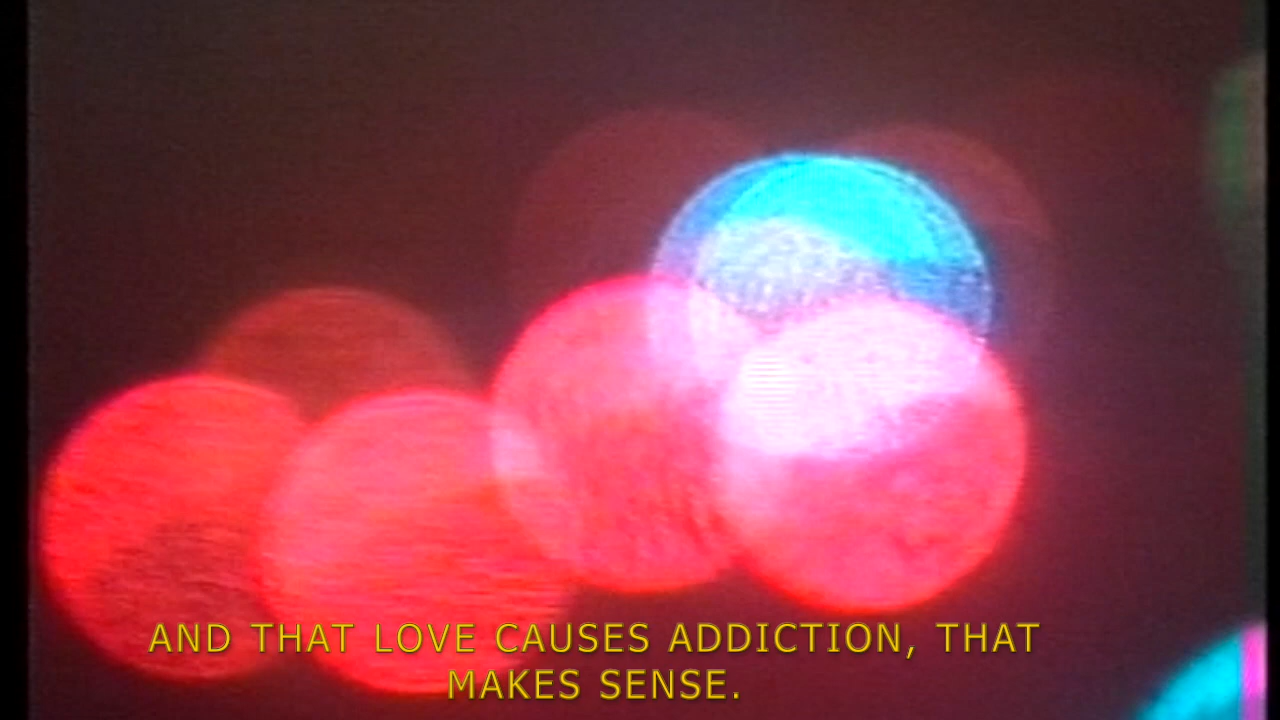 AND THAT LOVE CAUSES ADDICTION, THAT
MAKES SENSE.